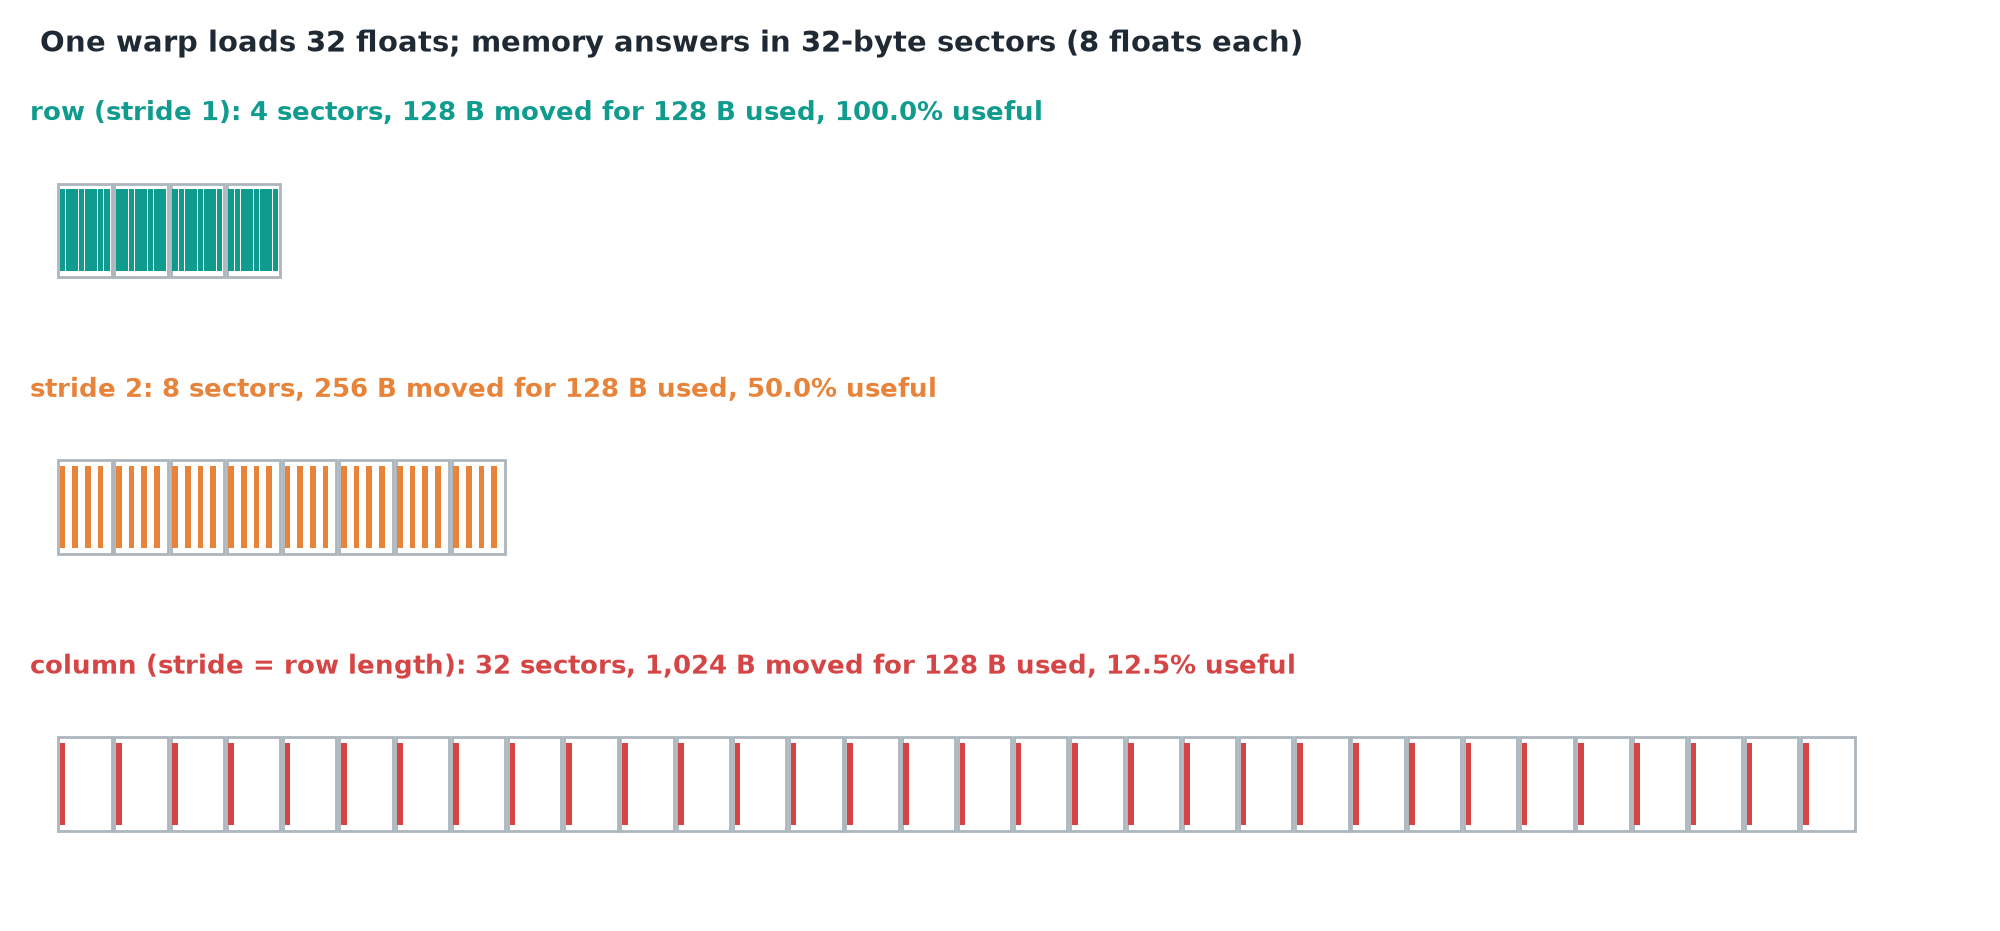 One warp loads 32 floats; memory answers in 32-byte sectors (8 floats each)
row (stride 1): 4 sectors, 128 B moved for 128 B used, 100.0% useful
stride 2: 8 sectors, 256 B moved for 128 B used, 50.0% useful
column (stride = row length): 32 sectors, 1,024 B moved for 128 B used, 12.5% useful